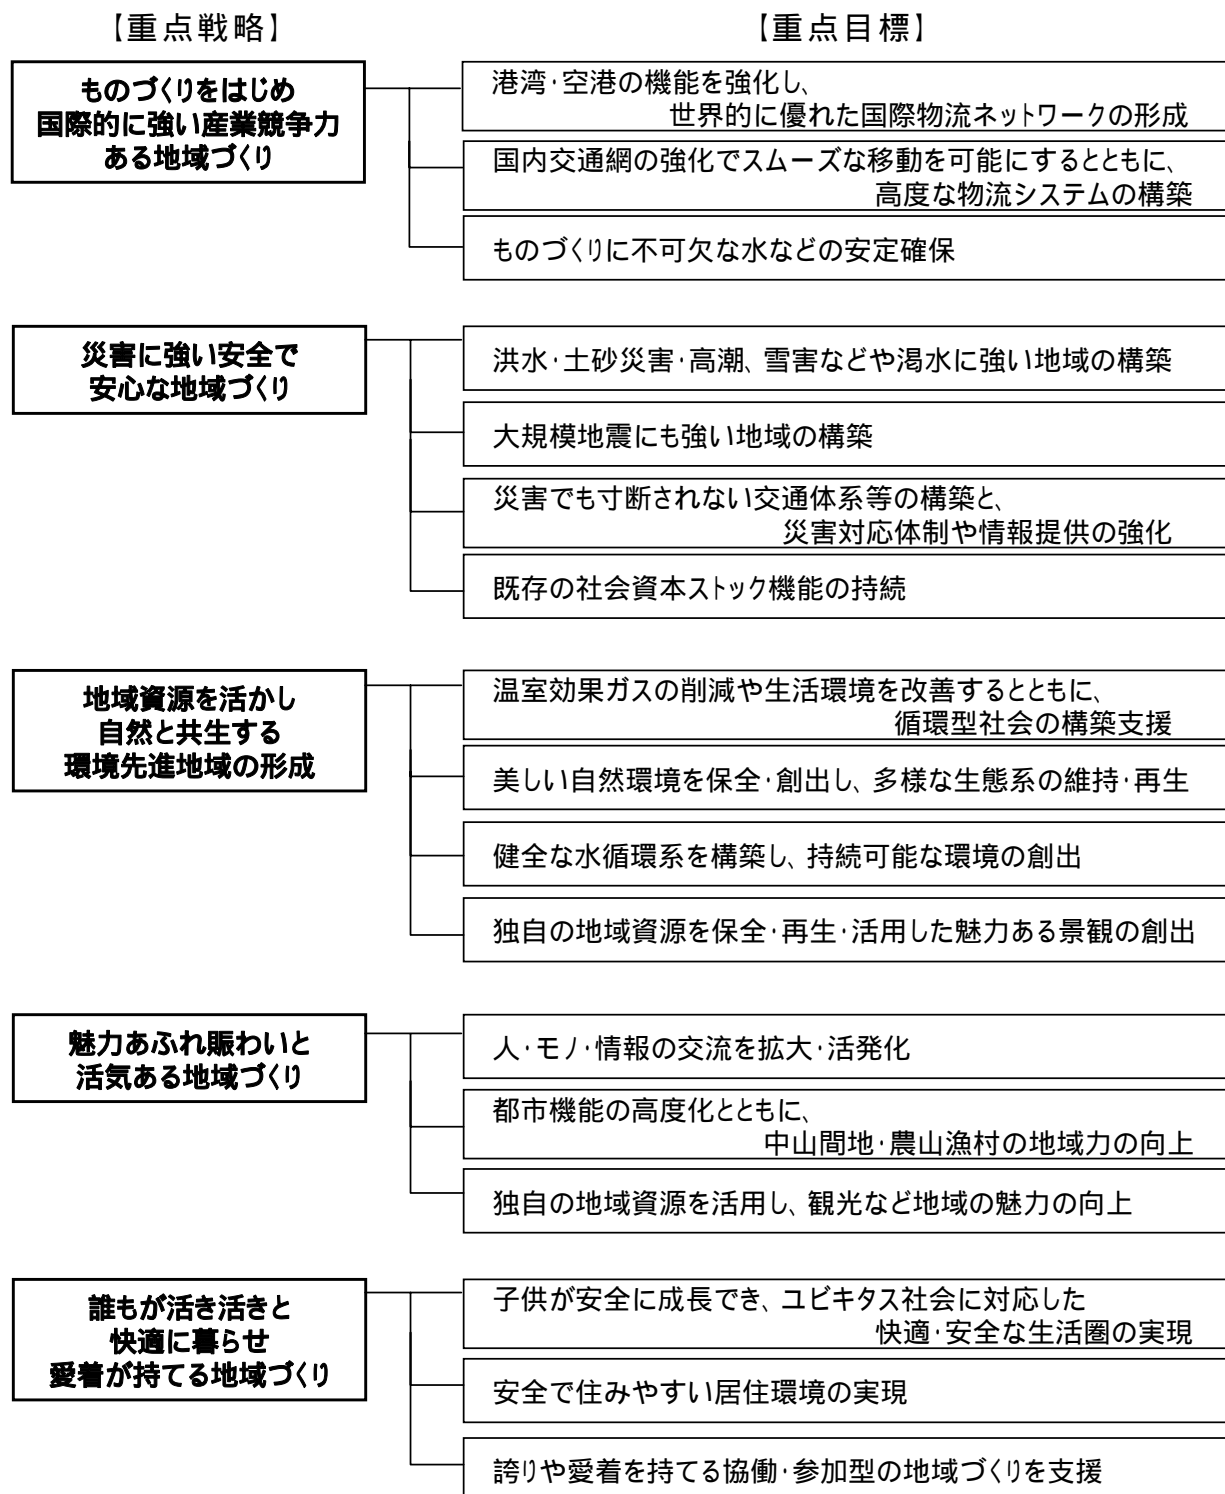 【重点戦略】
【重点目標】
ものづくりをはじめ
国際的に強い産業競争力
ある地域づくり
港湾・空港の機能を強化し、
世界的に優れた国際物流ネットワークの形成
国内交通網の強化でスムーズな移動を可能にするとともに、
高度な物流システムの構築
ものづくりに不可欠な水などの安定確保
災害に強い安全で
安心な地域づくり
洪水・土砂災害・高潮、雪害などや渇水に強い地域の構築
大規模地震にも強い地域の構築
災害でも寸断されない交通体系等の構築と、
災害対応体制や情報提供の強化
既存の社会資本ストック機能の持続
地域資源を活かし
自然と共生する
環境先進地域の形成
温室効果ガスの削減や生活環境を改善するとともに、
循環型社会の構築支援
美しい自然環境を保全・創出し、多様な生態系の維持・再生
健全な水循環系を構築し、持続可能な環境の創出
独自の地域資源を保全・再生・活用した魅力ある景観の創出
魅力あふれ賑わいと
活気ある地域づくり
人・モノ・情報の交流を拡大・活発化
都市機能の高度化とともに、
中山間地・農山漁村の地域力の向上
独自の地域資源を活用し、観光など地域の魅力の向上
誰もが活き活きと
快適に暮らせ
愛着が持てる地域づくり
子供が安全に成長でき、ユビキタス社会に対応した
快適・安全な生活圏の実現
安全で住みやすい居住環境の実現
誇りや愛着を持てる協働・参加型の地域づくりを支援